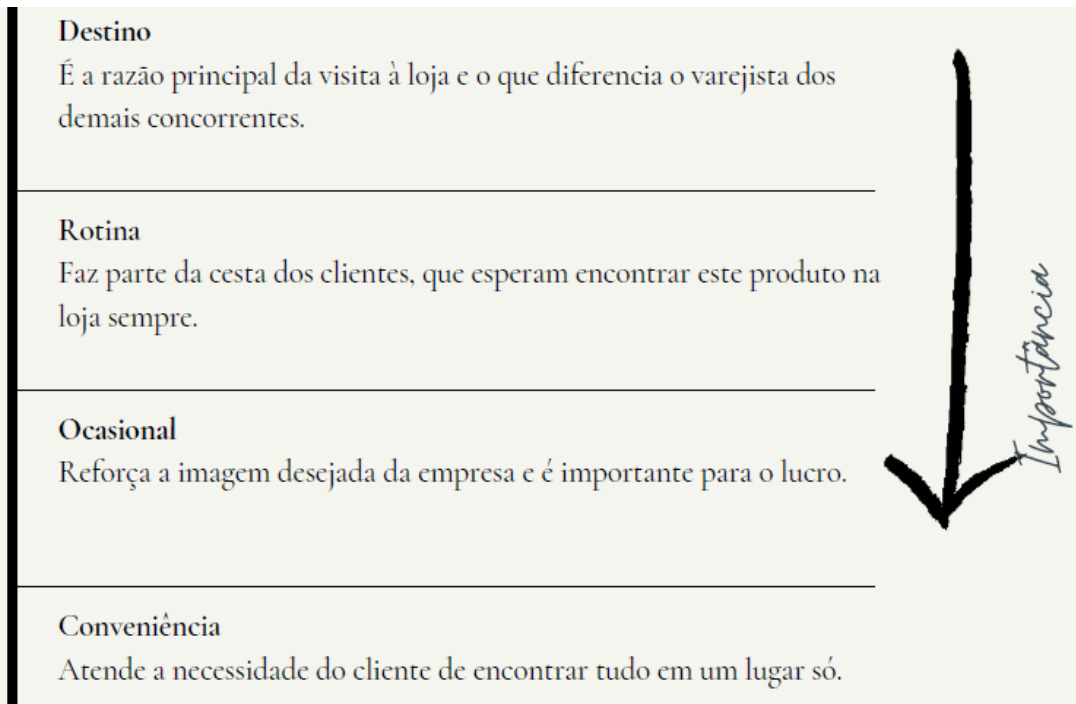 Destino
É a razão principal da visita à loja e o que diferencia o varejista dos
demais concorrentes.
Rotina
Faz parte da cesta dos clientes, que esperam encontrar este produto na
loja sempre.
Ocasional
Reforça a imagem desejada da empresa e é importante para o lucro.
Conveniência
Atende a necessidade do cliente de encontrar tudo em um lugar só.
Importância